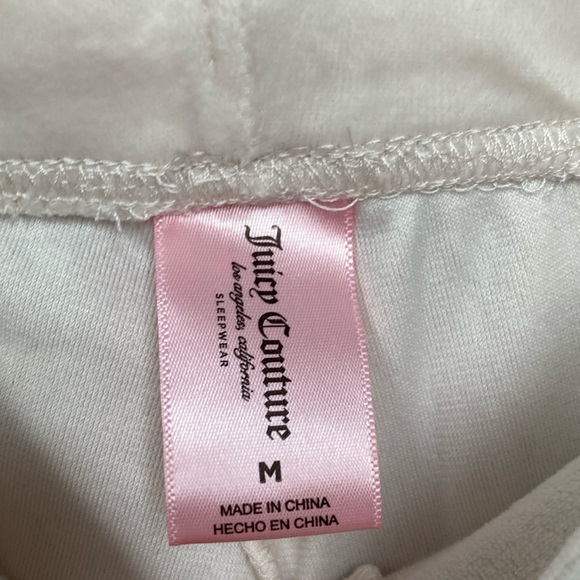 Juicy Couture
los angeles, california
SLEEPWEAR
M
MADE IN CHINA
HECHO EN CHINA